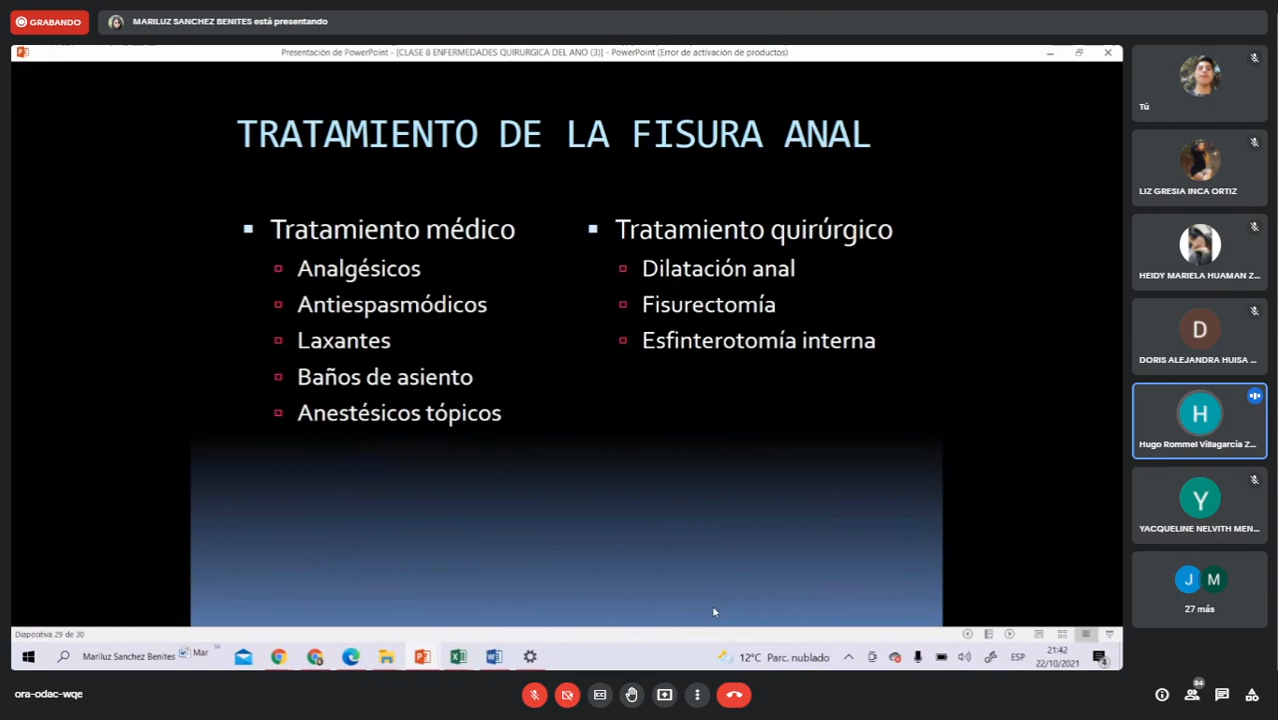 GRABANDO
MARILUZ SANCHEZ BENITES está presentando
Presentación de PowerPoint - [CLASE 8 ENFERMEDADES QUIRURGICA DEL ANO (3)] - PowerPoint (Error de activación de productos)
TRATAMIENTO DE LA FISURA ANAL
Tratamiento médico
Analgésicos
Antiespasmódicos
Laxantes
Baños de asiento
Anestésicos tópicos
Tratamiento quirúrgico
Dilatación anal
Fisurectomía
Esfinterotomía interna
Diapositiva 29 de 30
Mariluz Sanchez Benites
Mar
12°C Parc. nublado
ESP
21:42
22/10/2021
4
Tú
LIZ GRESIA INCA ORTIZ
HEIDY MARIELA HUAMAN Z...
D
DORIS ALEJANDRA HUISA ...
H
Hugo Rommel Villagarcia Z...
Y
YACQUELINE NELVITH MEN...
J
M
27 más
ora-odac-wqe
34